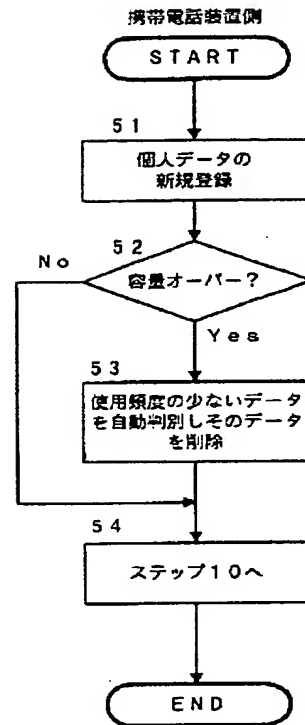 携帯電話装置側
START
51
個人データの
新規登録
52
No
容量オーバー?
Yes
53
使用頻度の少ないデータ
を自動判別しそのデータ
を削除
54
ステップ10へ
END